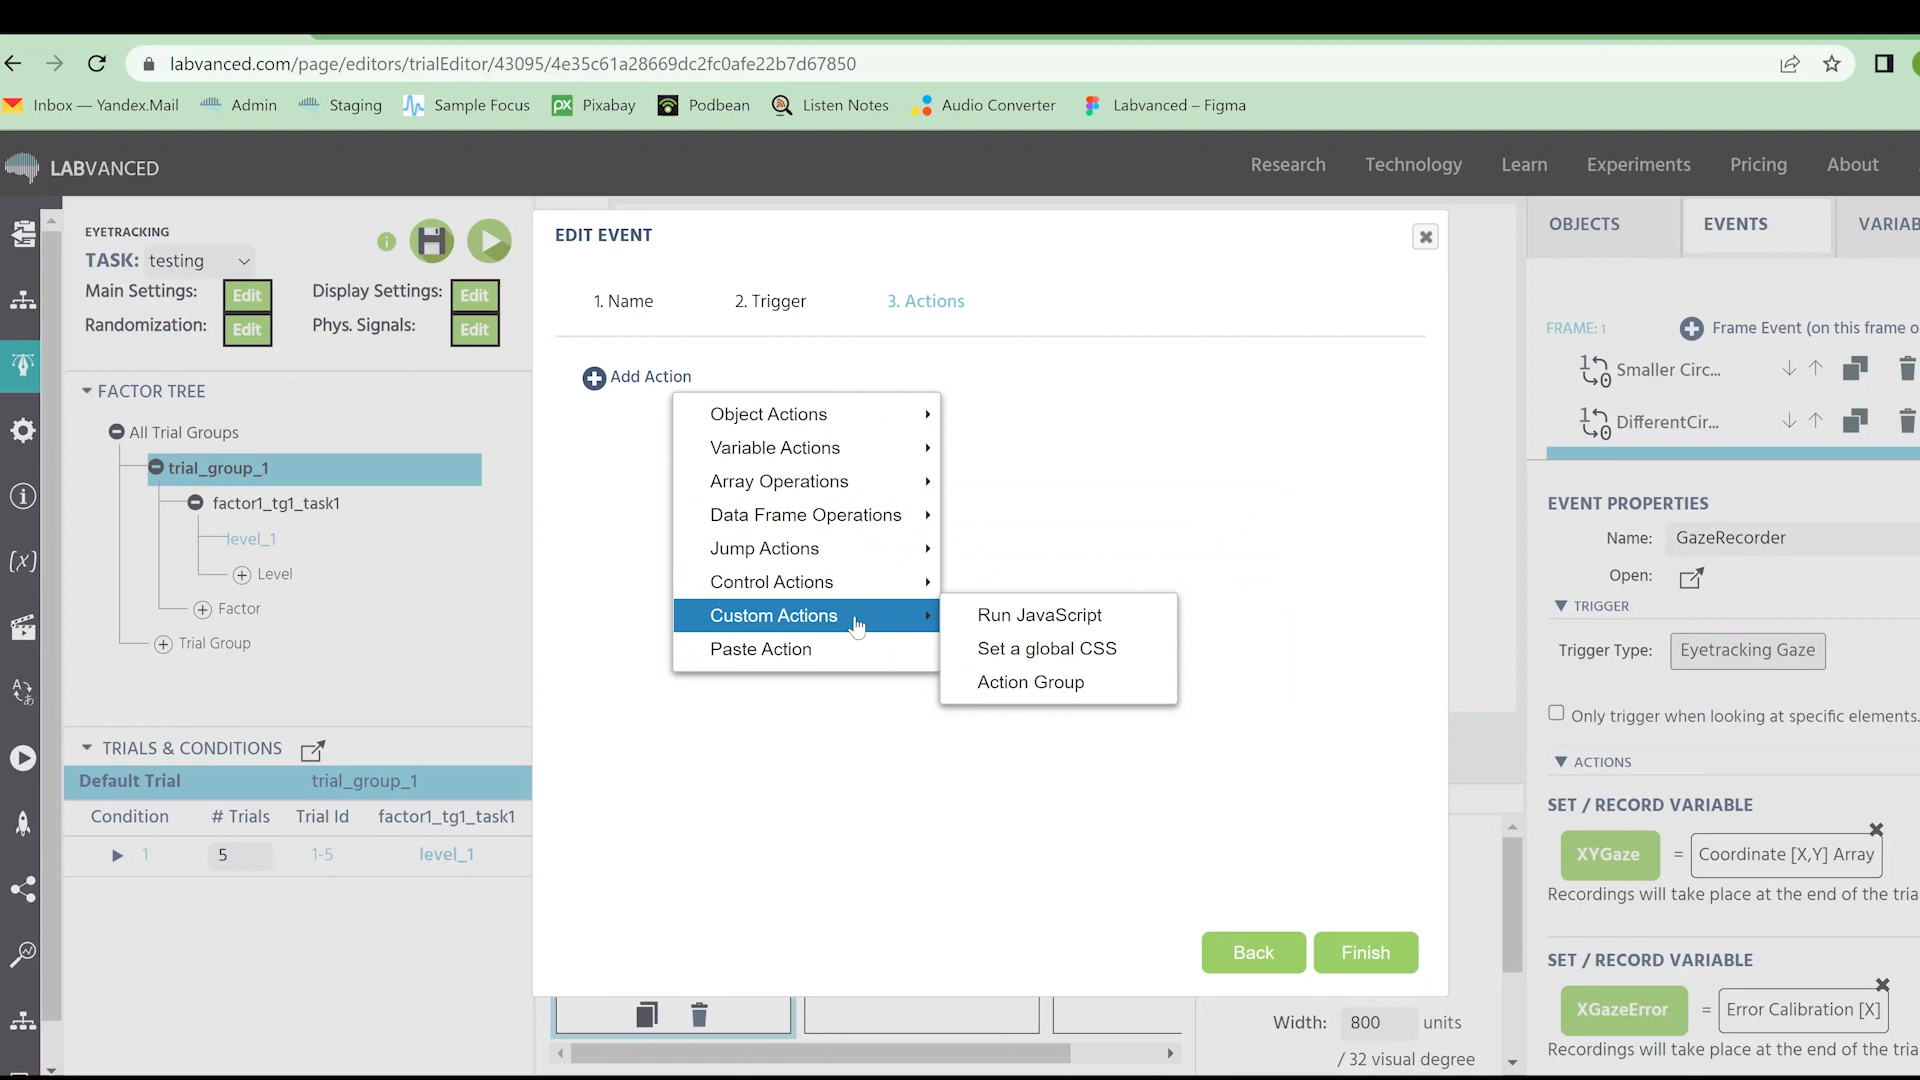 labvanced.com/page/editors/trialEditor/43095/4e35c61a28669dc2fc0afe22b7d67850
Inbox — Yandex.Mail
Admin
Staging
Sample Focus
Pixabay
Podbean
Listen Notes
Audio Converter
Labvanced – Figma
LABVANCED
Research
Technology
Learn
Experiments
Pricing
About
EYETRACKING
TASK: testing
Main Settings: Edit
Display Settings: Edit
Randomization: Edit
Phys. Signals: Edit
FACTOR TREE
All Trial Groups
trial_group_1
factor1_tg1_task1
level_1
Level
Factor
Trial Group
TRIALS & CONDITIONS
Default Trial trial_group_1
Condition # Trials Trial Id factor1_tg1_task1
1 5 1-5 level_1
EDIT EVENT
1. Name
2. Trigger
3. Actions
Add Action
Object Actions
Variable Actions
Array Operations
Data Frame Operations
Jump Actions
Control Actions
Custom Actions
Paste Action
Run JavaScript
Set a global CSS
Action Group
Back
Finish
Width: 800 units
/ 32 visual degree
OBJECTS
EVENTS
VARIAB
FRAME: 1
Frame Event (on this frame o
Smaller Circ...
DifferentCir...
EVENT PROPERTIES
Name: GazeRecorder
Open:
TRIGGER
Trigger Type: Eyetracking Gaze
Only trigger when looking at specific elements.
ACTIONS
SET / RECORD VARIABLE
XYGaze = Coordinate [X,Y] Array
Recordings will take place at the end of the tria
SET / RECORD VARIABLE
XGazeError = Error Calibration [X]
Recordings will take place at the end of the tria